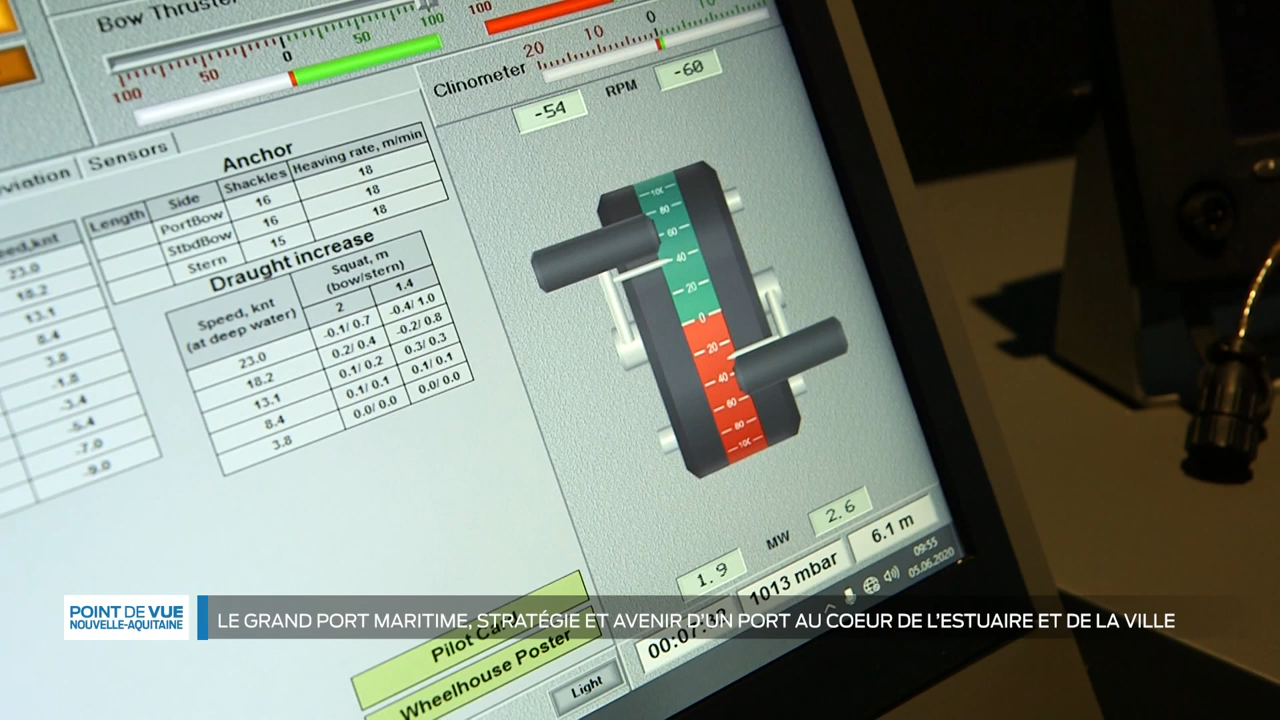 Bow Thruster
100 50 0 50 100
100
Clinometer 20 10 0 10
-54 RPM -60
Sensors
Anchor
Length Side Shackles Heaving rate, m/min
PortBow 16 18
StbdBow 16 18
Stern 15 18
Draught increase
Speed, knt (at deep water)
Squat, m (bow/stern)
2 1.4
23.0 -0.1/ 0.7 -0.4/ 1.0
18.2 0.2/ 0.4 -0.2/ 0.8
13.1 0.1/ 0.2 0.3/ 0.3
8.4 0.1/ 0.1 0.1/ 0.1
3.8 0.0/ 0.0 0.0/ 0.0
23.0
18.2
13.1
8.4
3.8
-1.8
-3.4
-5.4
-7.0
-9.0
80
60
40
20
0
20
40
60
80
1.9 MW 2.6
1013 mbar 6.1 m
09:55
05.06.2020
Wheelhouse Poster
Light
POINT DE VUE
NOUVELLE-AQUITAINE
LE GRAND PORT MARITIME, STRATÉGIE ET AVENIR D'UN PORT AU COEUR DE L'ESTUAIRE ET DE LA VILLE